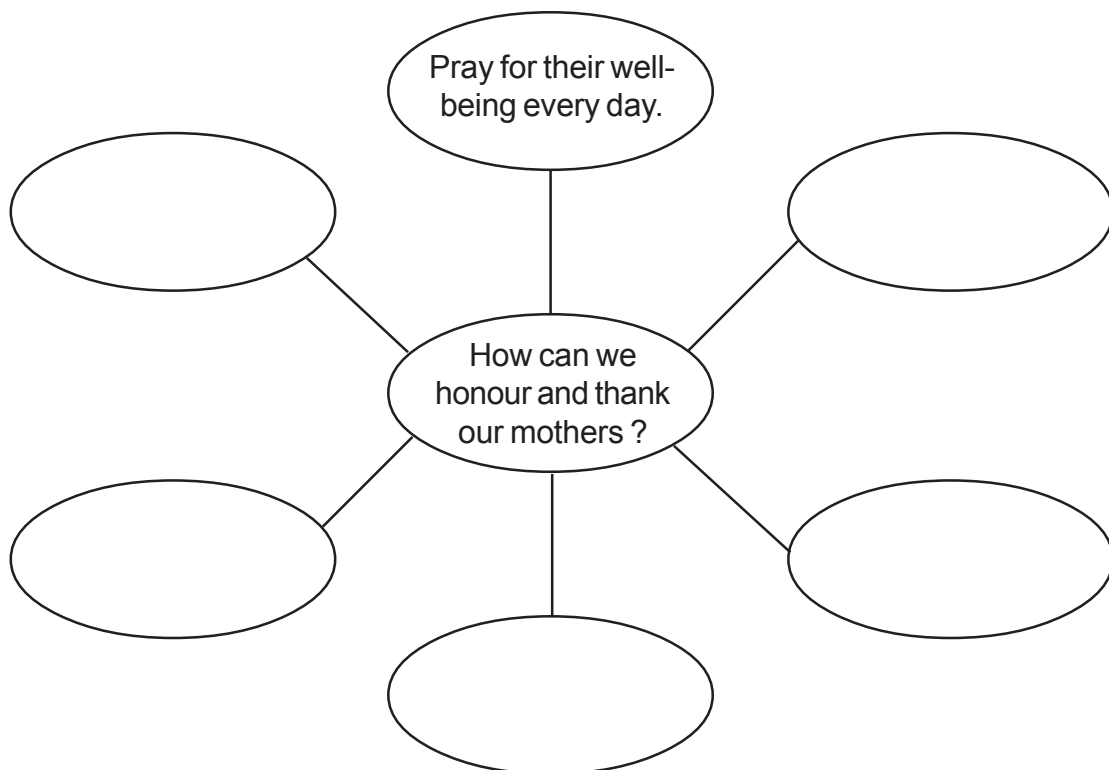 Pray for their well-
being every day.
How can we
honour and thank
our mothers ?